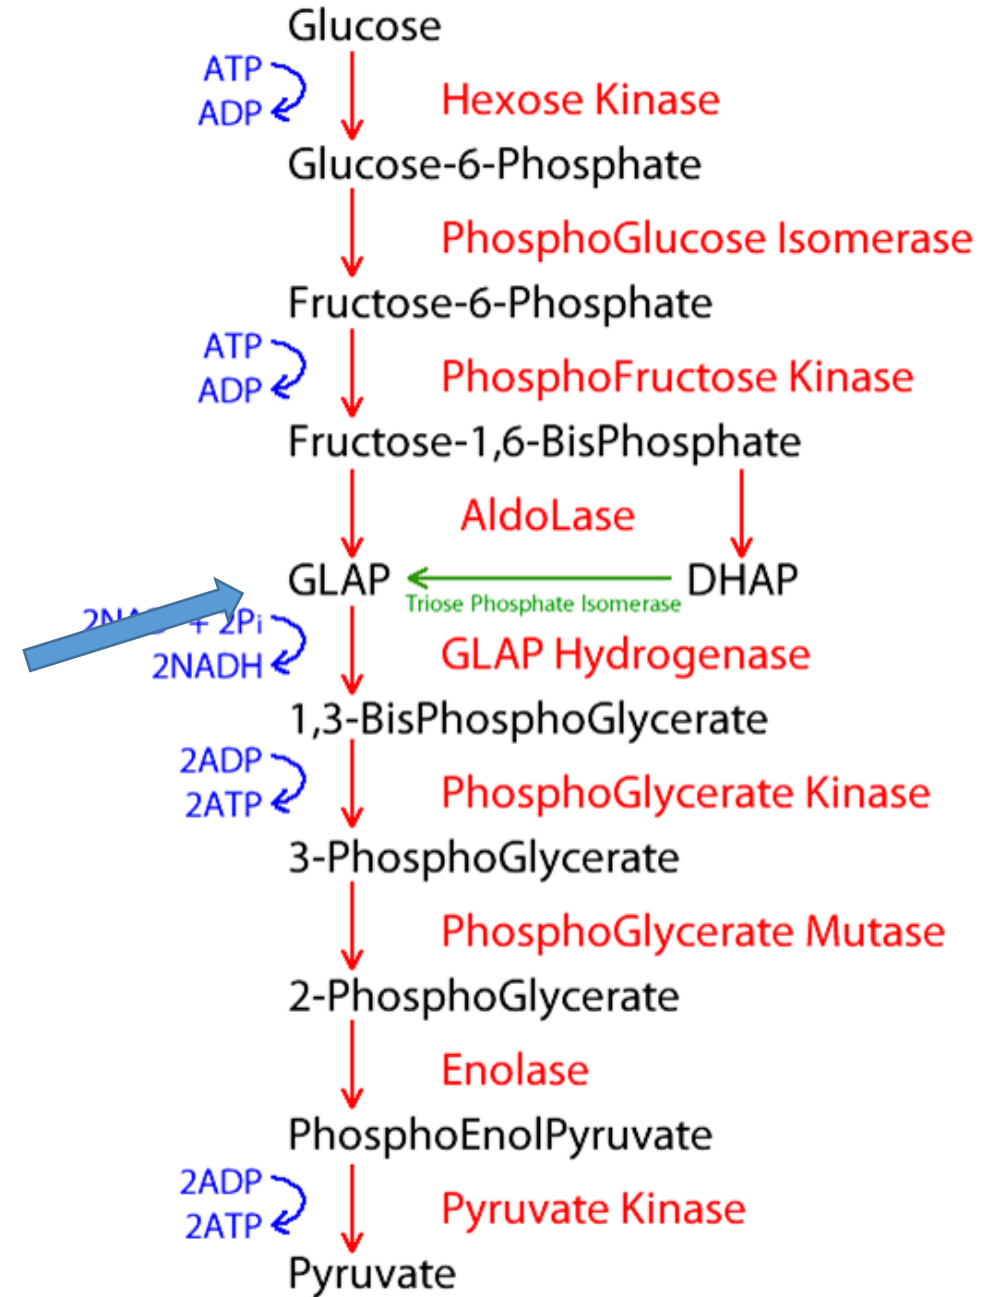 Glucose
ATP
ADP
Hexose Kinase
Glucose-6-Phosphate
PhosphoGlucose Isomerase
Fructose-6-Phosphate
ATP
ADP
PhosphoFructose Kinase
Fructose-1,6-BisPhosphate
AldoLase
GLAP
DHAP
Triose Phosphate Isomerase
+ 2Pi
2NADH
GLAP Hydrogenase
1,3-BisPhosphoGlycerate
2ADP
2ATP
PhosphoGlycerate Kinase
3-PhosphoGlycerate
PhosphoGlycerate Mutase
2-PhosphoGlycerate
Enolase
PhosphoEnolPyruvate
2ADP
2ATP
Pyruvate Kinase
Pyruvate